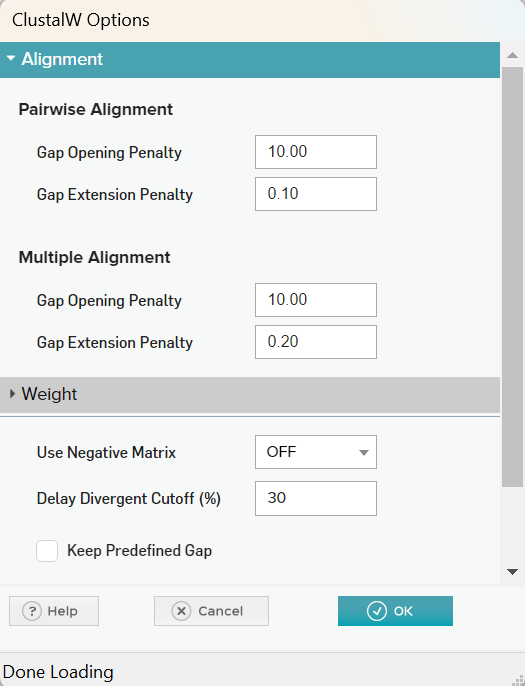 ClustalW Options
Alignment
Pairwise Alignment
Gap Opening Penalty 10.00
Gap Extension Penalty 0.10
Multiple Alignment
Gap Opening Penalty 10.00
Gap Extension Penalty 0.20
Weight
Use Negative Matrix OFF
Delay Divergent Cutoff (%) 30
Keep Predefined Gap
? Help Cancel OK
Done Loading